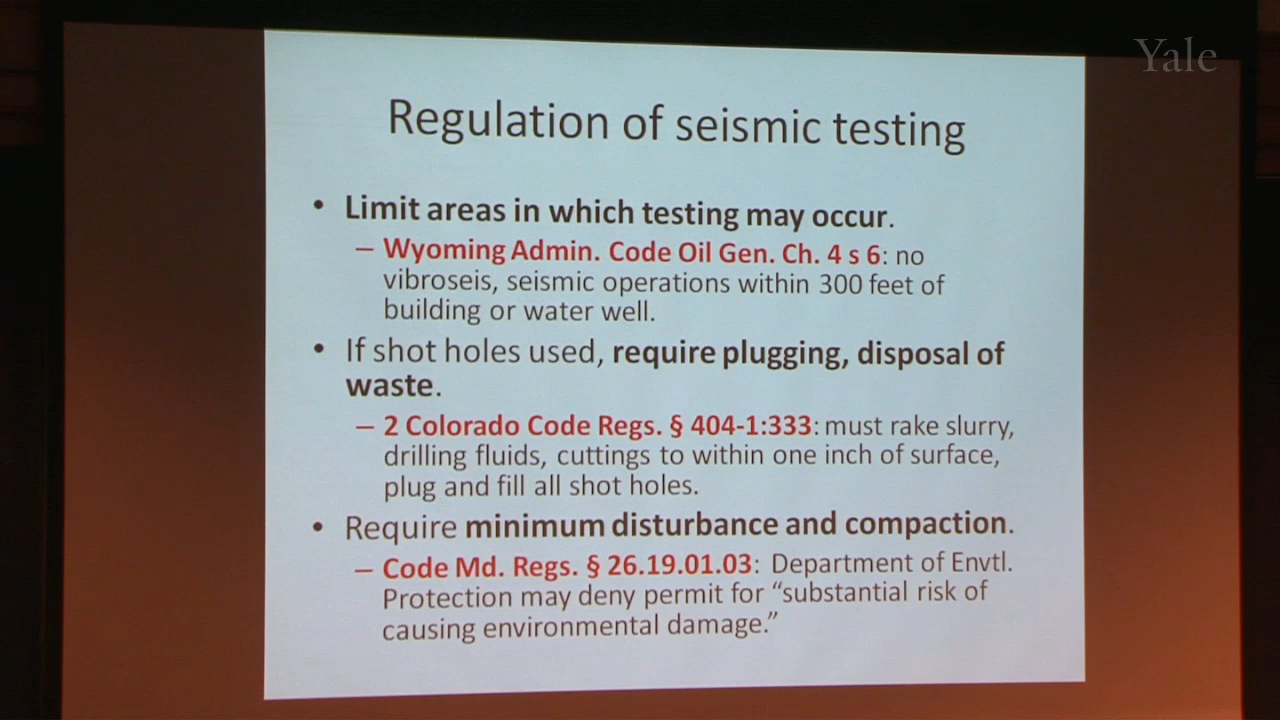 Yale
Regulation of seismic testing
• Limit areas in which testing may occur.
– Wyoming Admin. Code Oil Gen. Ch. 4 s 6: no
vibroseis, seismic operations within 300 feet of
building or water well.
• If shot holes used, require plugging, disposal of
waste.
– 2 Colorado Code Regs. § 404-1:333: must rake slurry,
drilling fluids, cuttings to within one inch of surface,
plug and fill all shot holes.
• Require minimum disturbance and compaction.
– Code Md. Regs. § 26.19.01.03: Department of Envtl.
Protection may deny permit for “substantial risk of
causing environmental damage.”